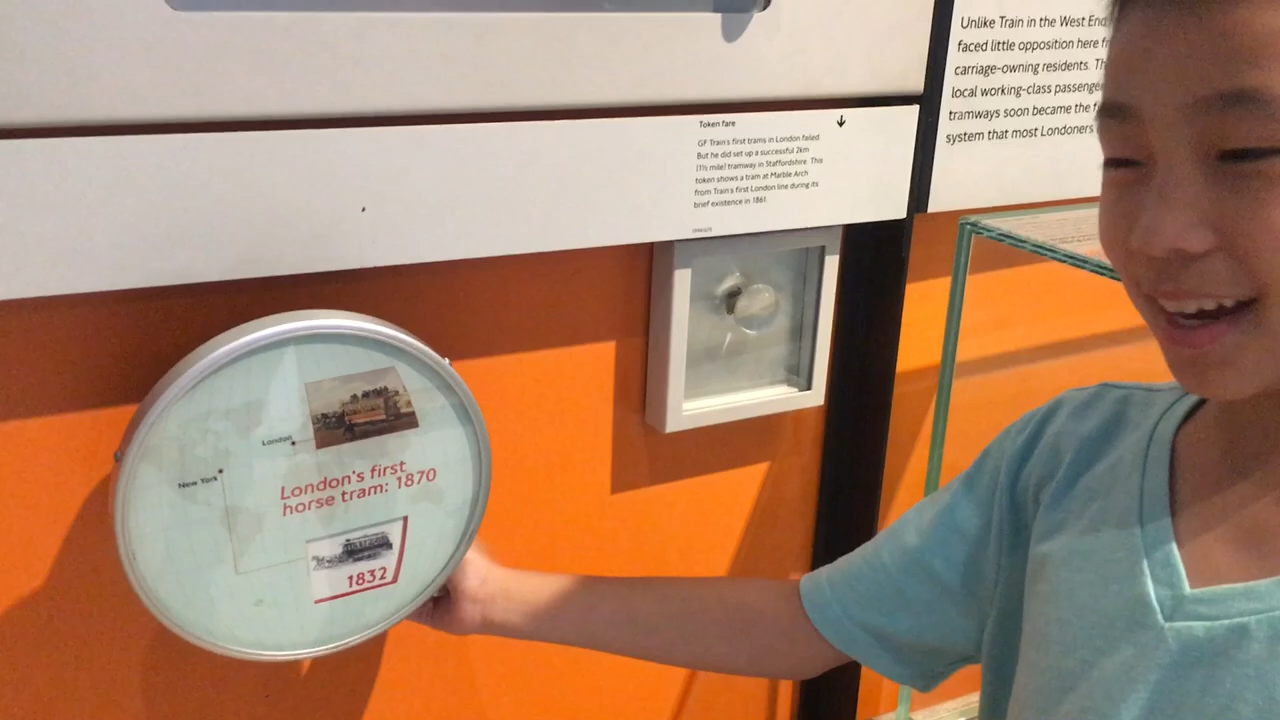 Unlike Train in the West End
faced little opposition here
carriage-owning residents.
local working-class
tramways soon became the
system that most Londoners
Token fare
GF Train's first trams in London failed
But he did set up a successful 2km
(1½ mile) tramway in Staffordshire This
token shows a tram at Marble Arch
from Train's first London line during its
brief existence in 1861.
London
New York
London's first
horse tram: 1870
1832